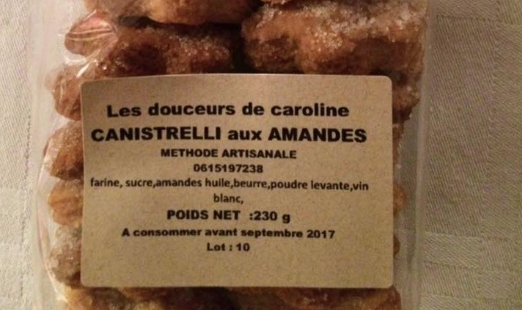 Les douceurs de caroline
CANISTRELLI aux AMANDES
METHODE ARTISANALE
0615197238
farine, sucre,amandes huile,beurre,poudre levante,vin
blanc,
POIDS NET :230 g
A consommer avant septembre 2017
Lot : 10